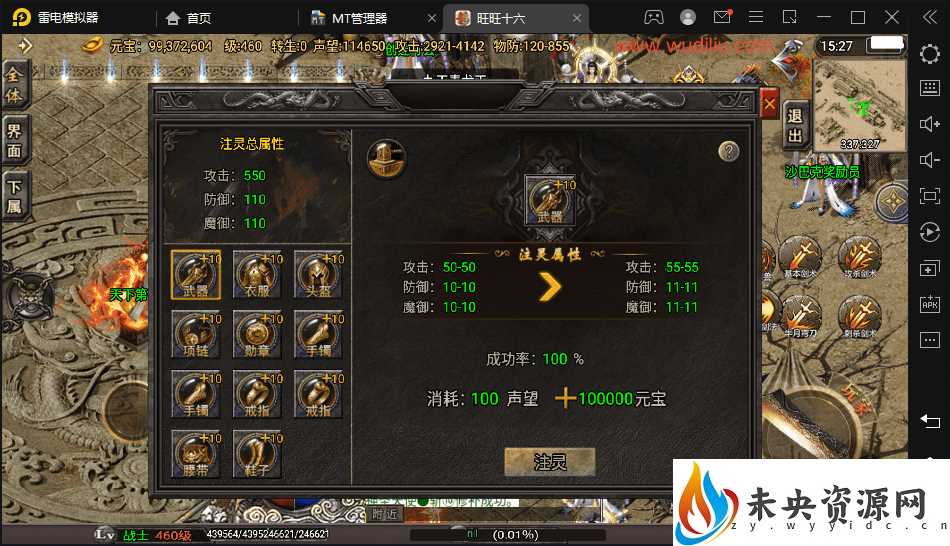 雷电模拟器
首页
MT管理器
旺旺十六
元宝: 99,372,604 级:460 转生:0 声望:114650 攻击:2921-4142 物防:120-855
www.wudiliu.com
15:27
全体
界面
下属
退出
337:327
沙巴克奖励员
天下第
注灵总属性
攻击: 550
防御: 110
魔御: 110
+10 武器
+10 衣服
+10 头盔
+10 项链
+10 勋章
+10 手镯
+10 手镯
+10 戒指
+10 戒指
+10 腰带
+10 鞋子
?
+10
武器
注灵属性
攻击: 50-50
防御: 10-10
魔御: 10-10
攻击: 55-55
防御: 11-11
魔御: 11-11
成功率: 100 %
消耗: 100 声望 +100000元宝
注灵
基本剑术
攻杀剑术
半月弯刀
刺杀剑术
玩家
APK
附近
Lv 战士 460级 439564/4395246621/246621
nil (0.01%)
未央资源网
zy.wyyidc.cn